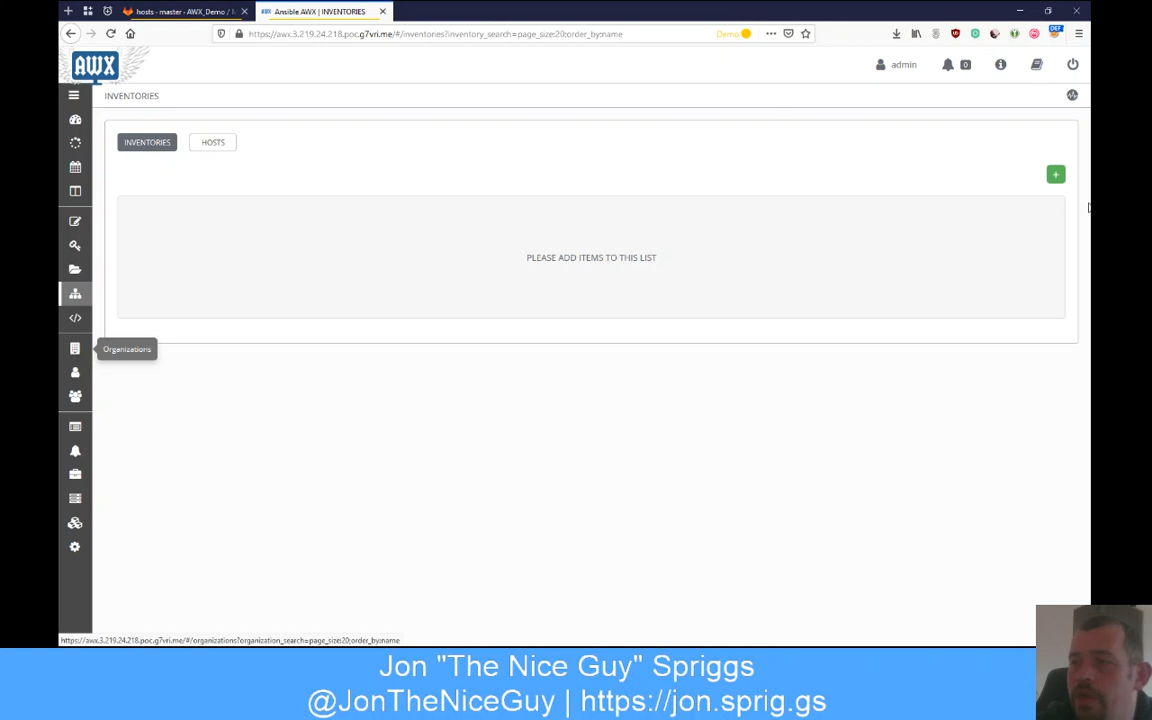 hosts · master · AWX_Demo /
Ansible AWX | INVENTORIES
https://awx.3.219.24.218.poc.g7vri.me/#/inventories?inventory_search=page_size:20;order_by:name
Demo
DEF
AWX
admin
0
INVENTORIES
INVENTORIES
HOSTS
+
PLEASE ADD ITEMS TO THIS LIST
Organizations
https://awx.3.219.24.218.poc.g7vri.me/#/organizations?organization_search=page_size:20;order_by:name
Jon "The Nice Guy" Spriggs
@JonTheNiceGuy | https://jon.sprig.gs